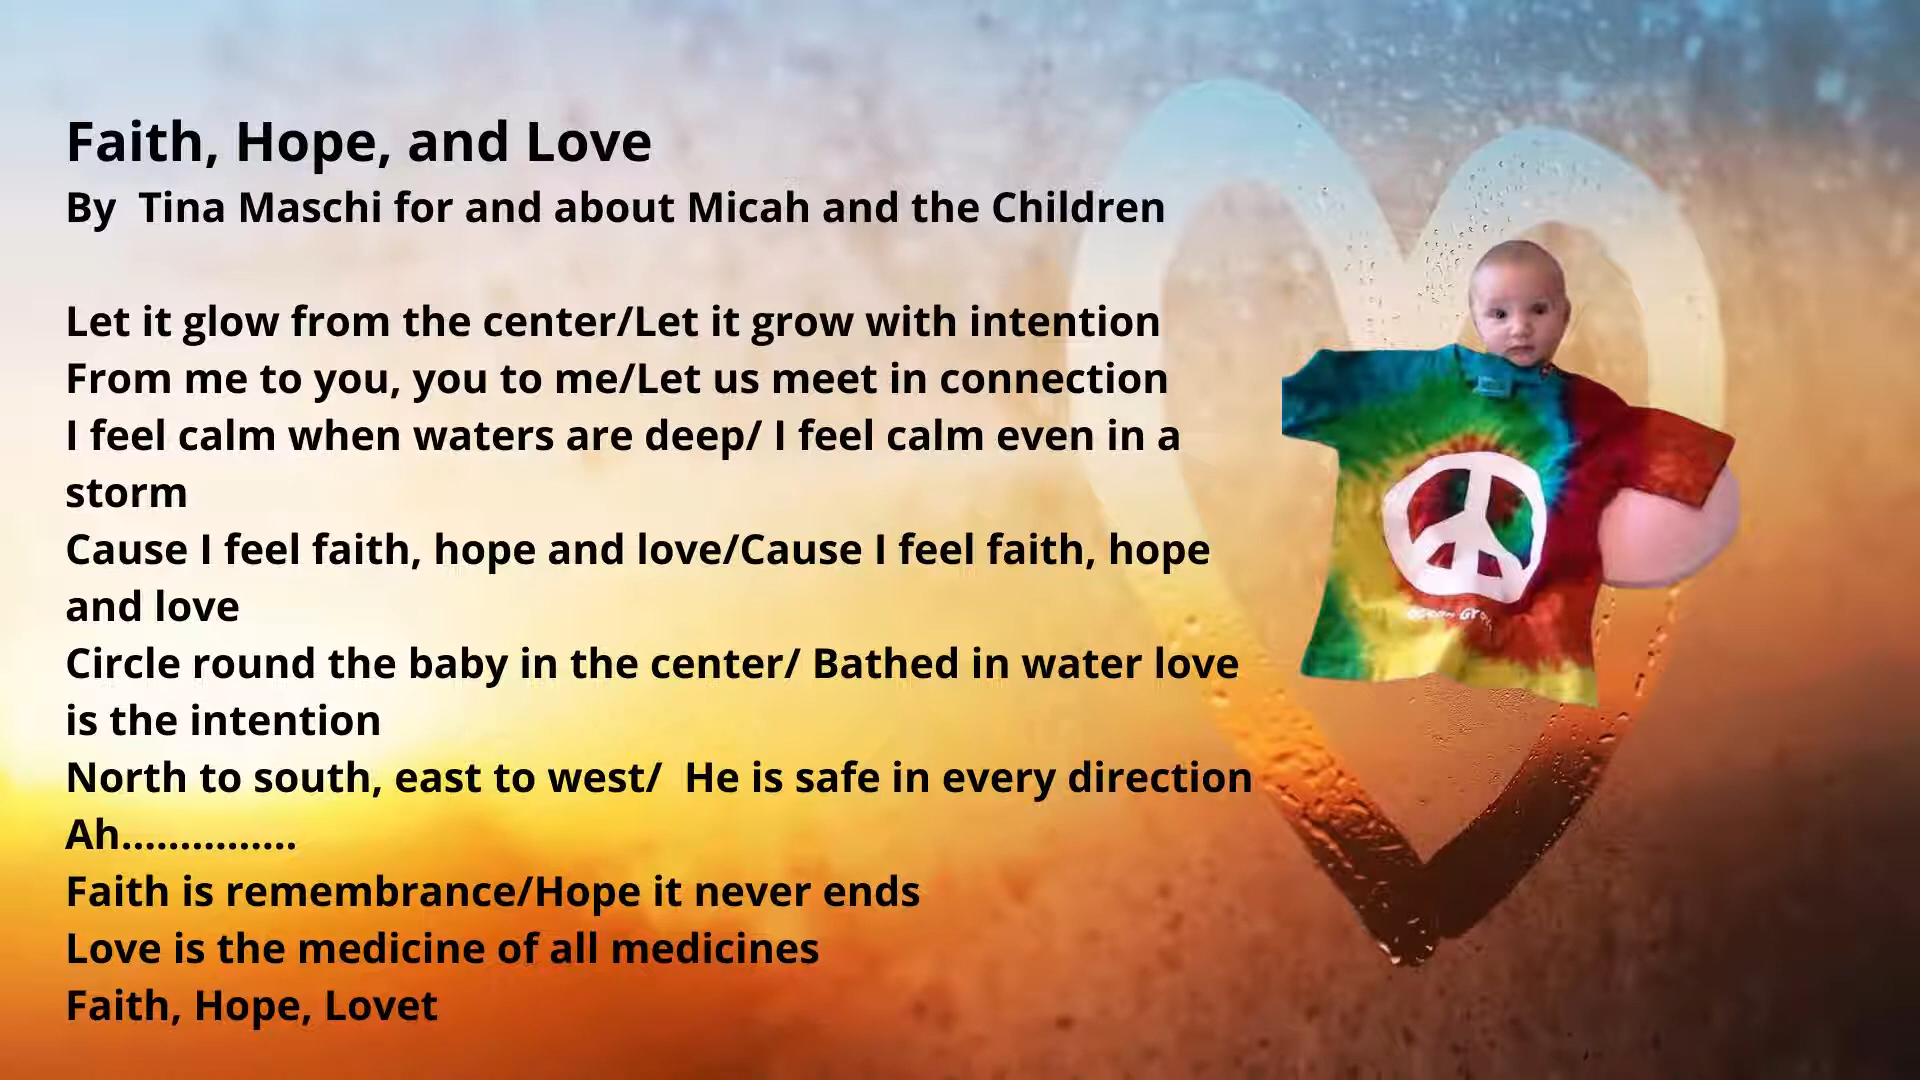 Faith, Hope, and Love
By  Tina Maschi for and about Micah and the Children
Let it glow from the center/Let it grow with intention
From me to you, you to me/Let us meet in connection
I feel calm when waters are deep/ I feel calm even in a
storm
Cause I feel faith, hope and love/Cause I feel faith, hope
and love
Circle round the baby in the center/ Bathed in water love
is the intention
North to south, east to west/  He is safe in every direction
Ah...............
Faith is remembrance/Hope it never ends
Love is the medicine of all medicines
Faith, Hope, Lovet